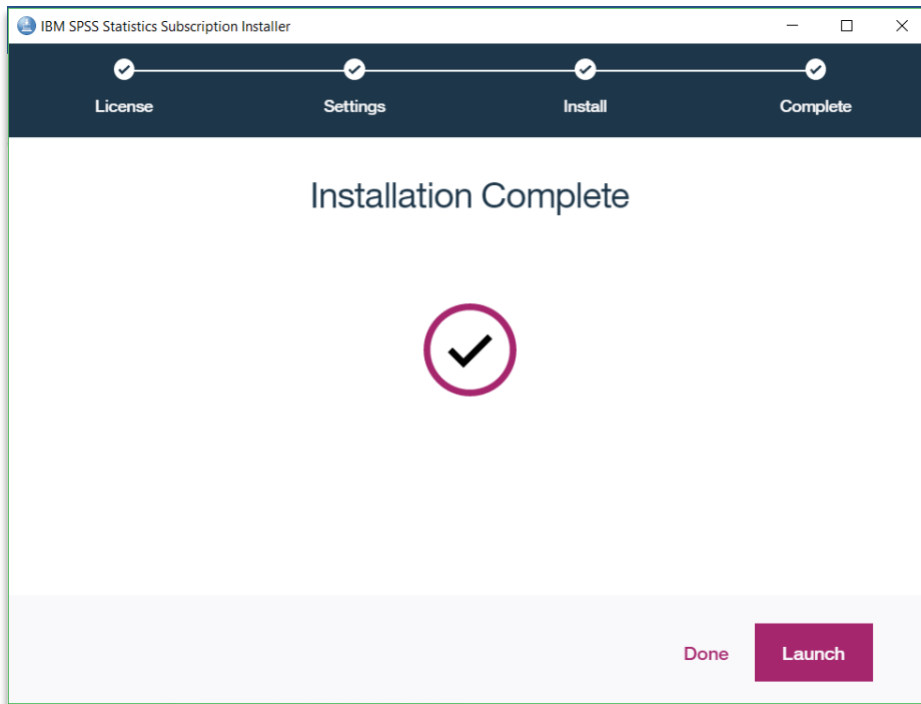 IBM SPSS Statistics Subscription Installer
License Settings Install Complete
Installation Complete
Done Launch